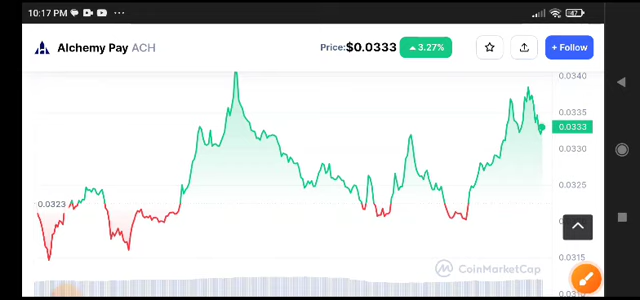 10:17 PM
47
Alchemy Pay ACH
Price: $0.0333 3.27%
+ Follow
0.0340
0.0335
0.0333
0.0330
0.0325
0.0323
0.0315
CoinMarketCap